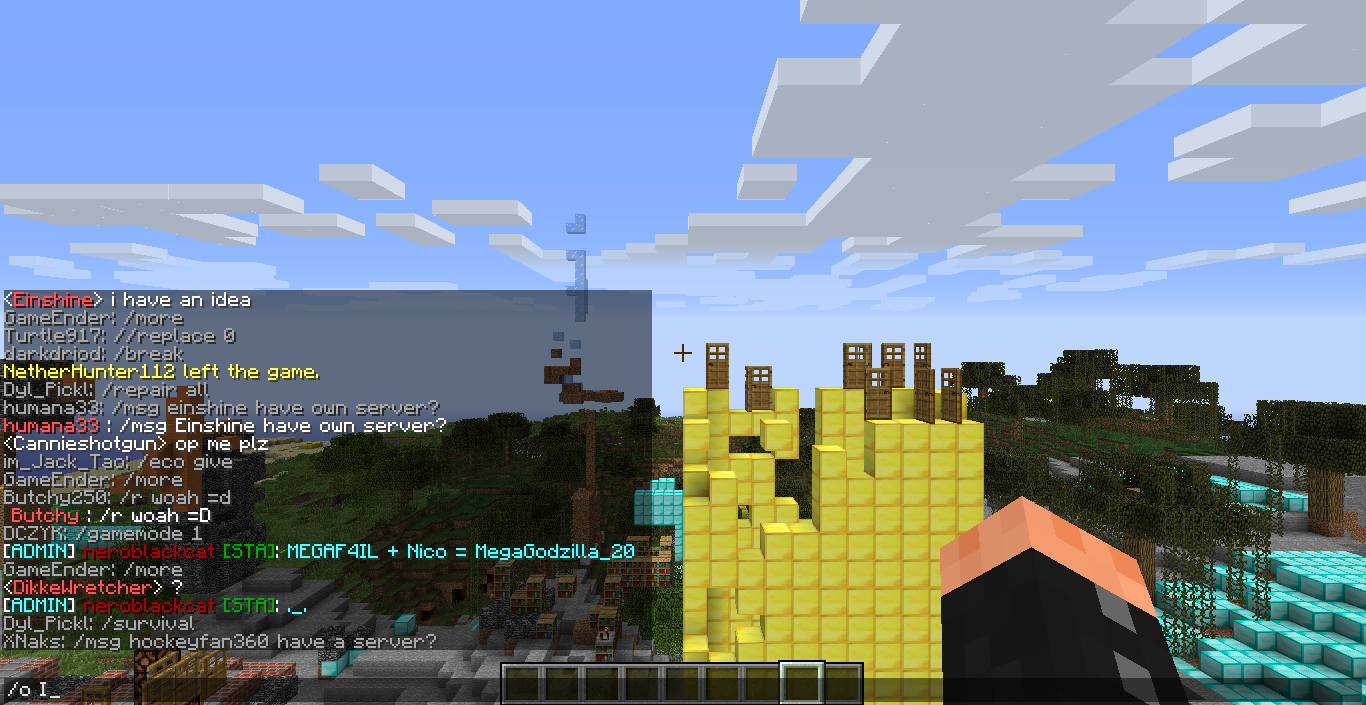 <Einshine> i have an idea
GameEnder: /more
Turtle917: //replace 0
darkdrjod: /break
NetherHunter112 left the game.
Dyl_Pickl: /repair all
humana33: /msg einshine have own server?
humana33 : /msg Einshine have own server?
<Cannieshotgun> op me plz
im_Jack_Tao: /eco give
GameEnder: /more
Butchy250: /r woah =d
Butchy : /r woah =D
DCZYK: /gamemode 1
[ADMIN] neroblackcat [STA]: MEGAF4IL + Nico = MegaGodzilla_20
GameEnder: /more
<DikkeWretcher> ?
[ADMIN] neroblackcat [STA]: ._.
Dyl_Pickl: /survival
XNaks: /msg hockeyfan360 have a server?
/o I_